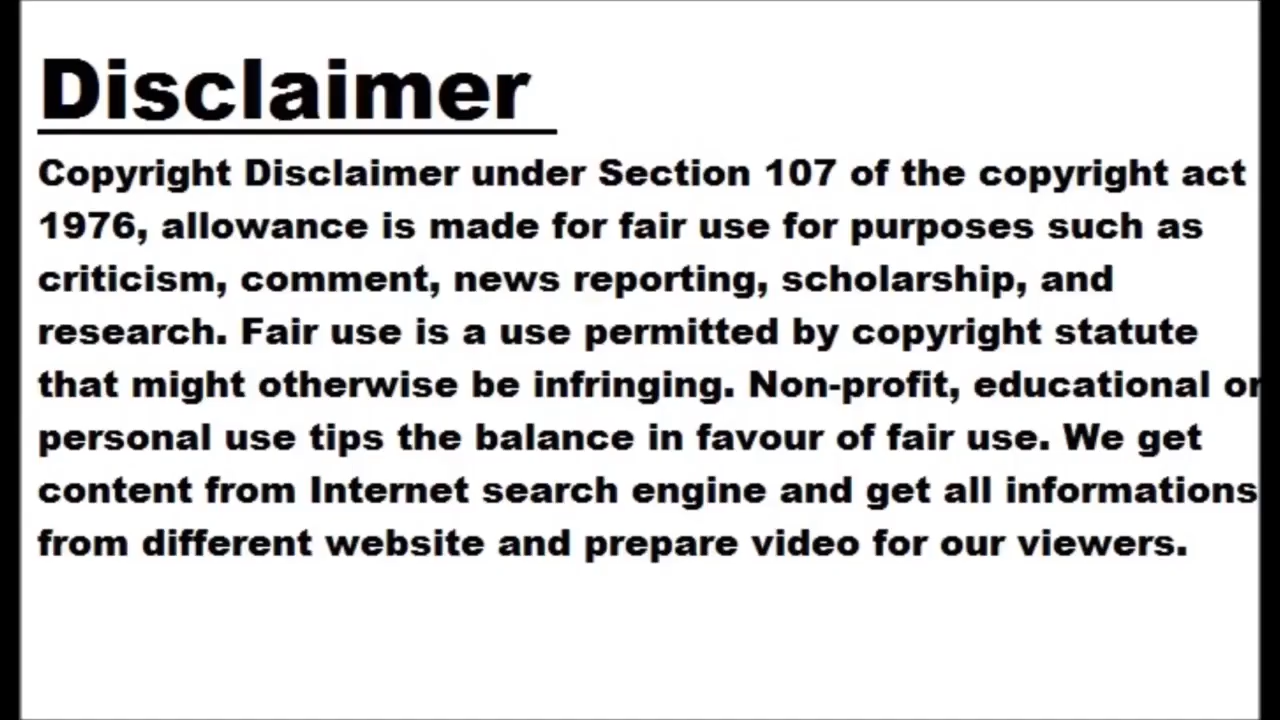 Disclaimer
Copyright Disclaimer under Section 107 of the copyright act
1976, allowance is made for fair use for purposes such as
criticism, comment, news reporting, scholarship, and
research. Fair use is a use permitted by copyright statute
that might otherwise be infringing. Non-profit, educational or
personal use tips the balance in favour of fair use. We get
content from Internet search engine and get all informations
from different website and prepare video for our viewers.